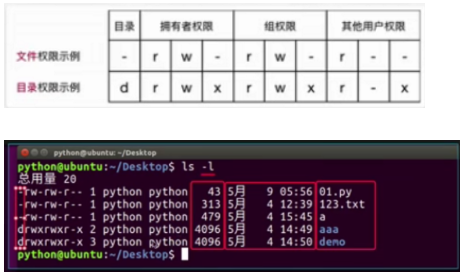 目录 拥有者权限 组权限 其他用户权限
文件权限示例 - r w - r w - r - -
目录权限示例 d r w x r w x r - x
python@ubuntu: ~/Desktop
python@ubuntu:~/Desktop$ ls -l
总用量 20
-rw-rw-r-- 1 python python 43 5月 9 05:56 01.py
-rw-rw-r-- 1 python python 313 5月 4 12:39 123.txt
-rw-rw-r-- 1 python python 479 5月 4 15:45 a
drwxrwxr-x 2 python python 4096 5月 4 14:49 aaa
drwxrwxr-x 3 python python 4096 5月 4 14:50 demo
python@ubuntu:~/Desktop$